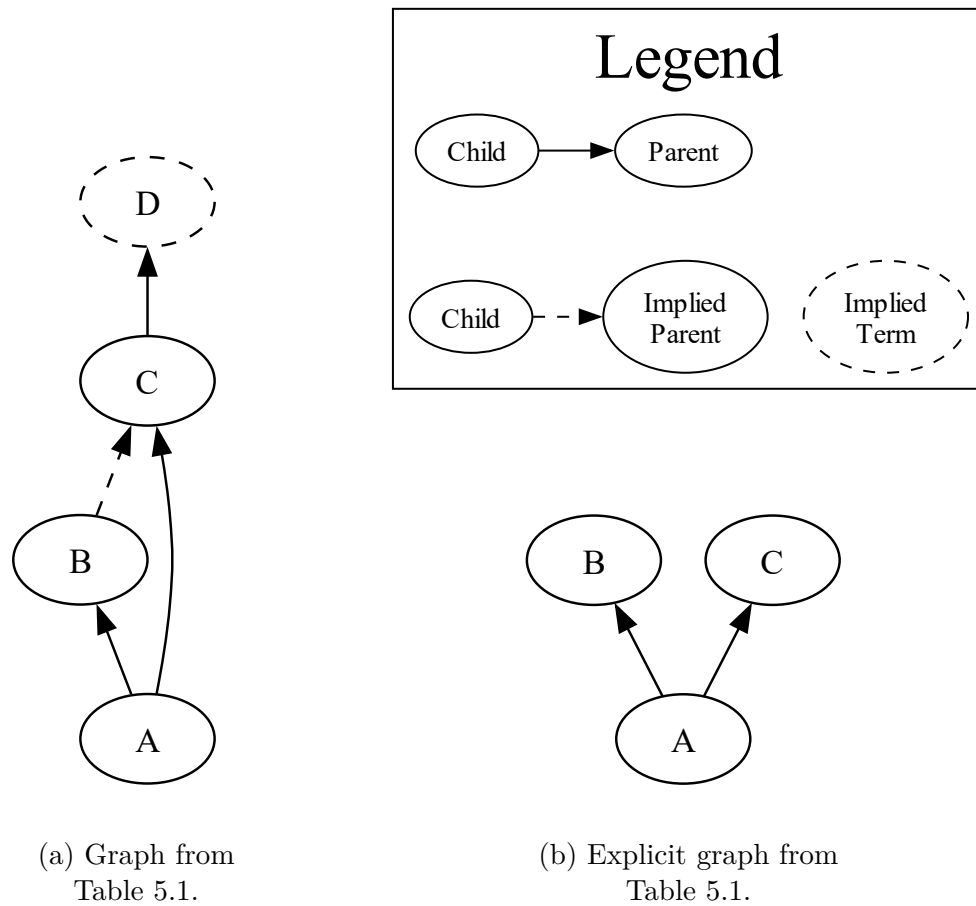 Legend
Child
Parent
Child
Implied
Parent
Implied
Term
D
C
B
A
B
C
A
(a) Graph from
Table 5.1.
(b) Explicit graph from
Table 5.1.